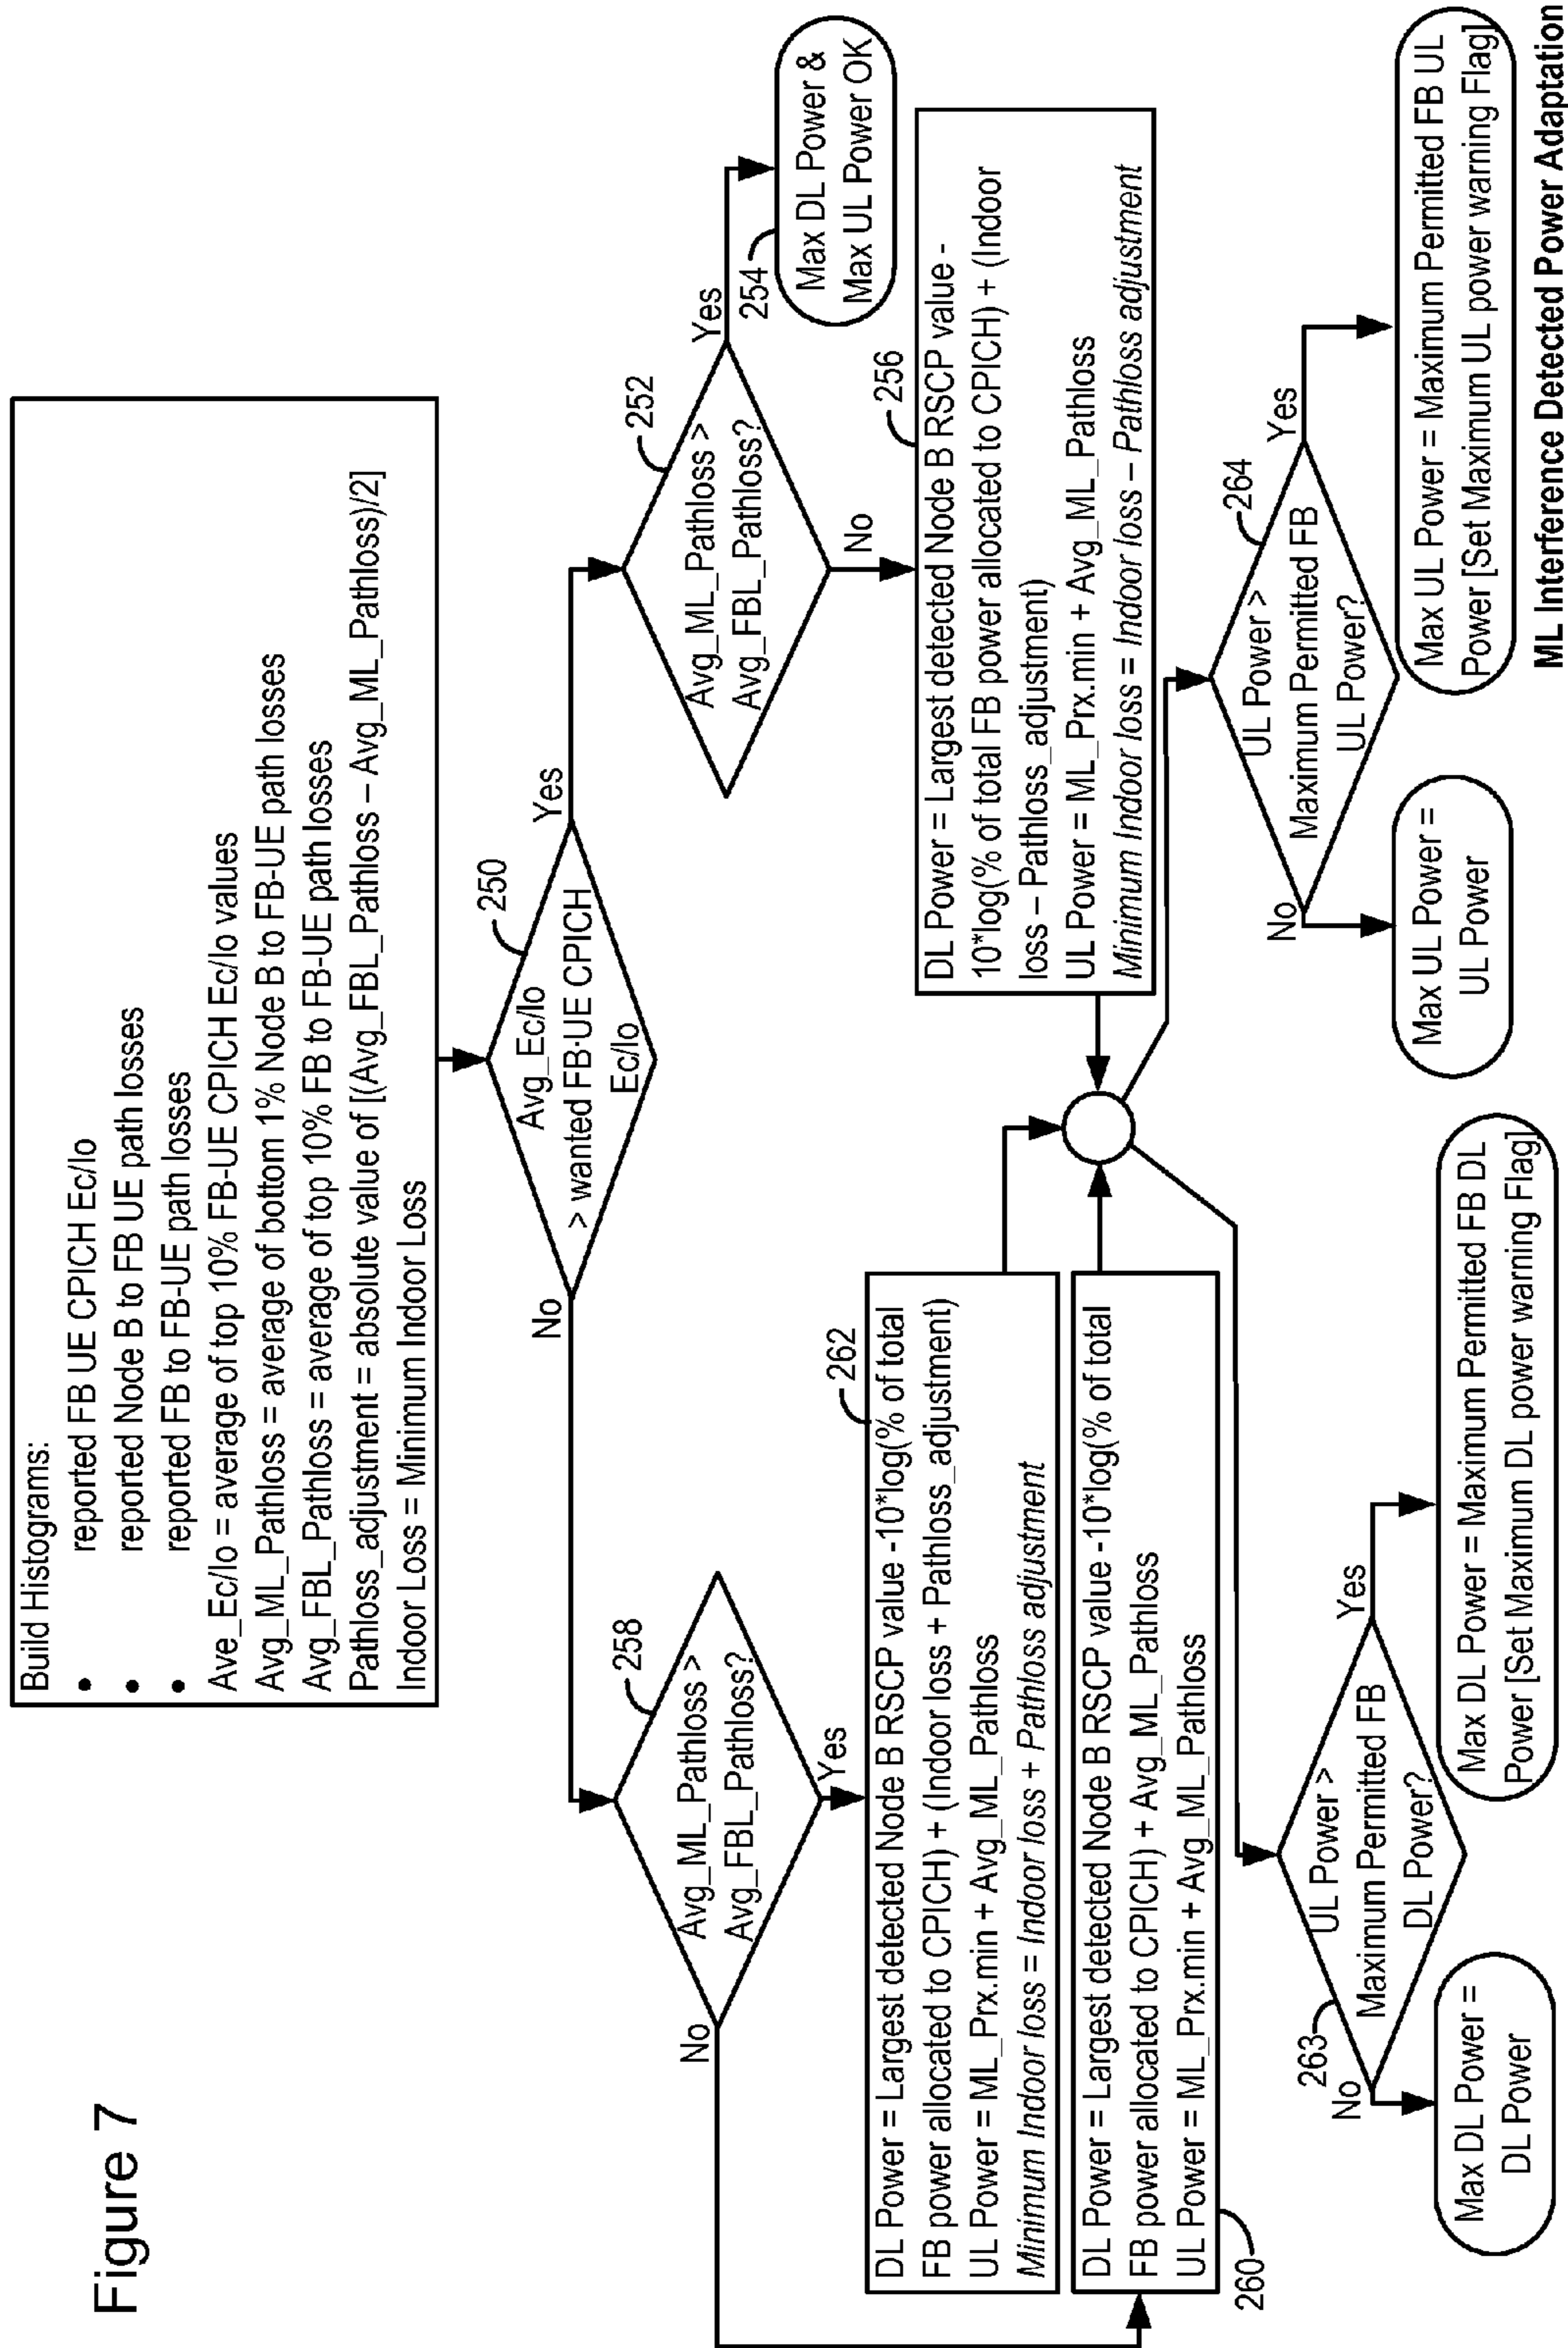 Figure 7
Build Histograms:
• reported FB UE CPICH Ec/Io
• reported Node B to FB UE path losses
• reported FB to FB-UE path losses
Ave_Ec/Io = average of top 10% FB-UE CPICH Ec/Io values
Avg_ML_Pathloss = average of bottom 1% Node B to FB-UE path losses
Avg_FBL_Pathloss = average of top 10% FB to FB-UE path losses
Pathloss_adjustment = absolute value of [(Avg_FBL_Pathloss – Avg_ML_Pathloss)/2]
Indoor Loss = Minimum Indoor Loss
250
Avg_Ec/Io
> wanted FB-UE CPICH
Ec/Io
No
Yes
252
Avg_ML_Pathloss >
Avg_FBL_Pathloss?
Yes
No
254
Max DL Power &
Max UL Power OK
256
DL Power = Largest detected Node B RSCP value -
10*log(% of total FB power allocated to CPICH) + (Indoor
loss – Pathloss_adjustment)
UL Power = ML_Prx.min + Avg_ML_Pathloss
Minimum Indoor loss = Indoor loss – Pathloss adjustment
258
Avg_ML_Pathloss >
Avg_FBL_Pathloss?
No
Yes
262
DL Power = Largest detected Node B RSCP value -10*log(% of total
FB power allocated to CPICH) + (Indoor loss + Pathloss_adjustment)
UL Power = ML_Prx.min + Avg_ML_Pathloss
Minimum Indoor loss = Indoor loss + Pathloss adjustment
DL Power = Largest detected Node B RSCP value -10*log(% of total
FB power allocated to CPICH) + Avg_ML_Pathloss
UL Power = ML_Prx.min + Avg_ML_Pathloss
260
263
UL Power >
Maximum Permitted FB
DL Power?
No
Yes
Max DL Power =
DL Power
Max DL Power = Maximum Permitted FB DL
Power [Set Maximum DL power warning Flag]
264
UL Power >
Maximum Permitted FB
UL Power?
No
Yes
Max UL Power =
UL Power
Max UL Power = Maximum Permitted FB UL
Power [Set Maximum UL power warning Flag]
ML Interference Detected Power Adaptation